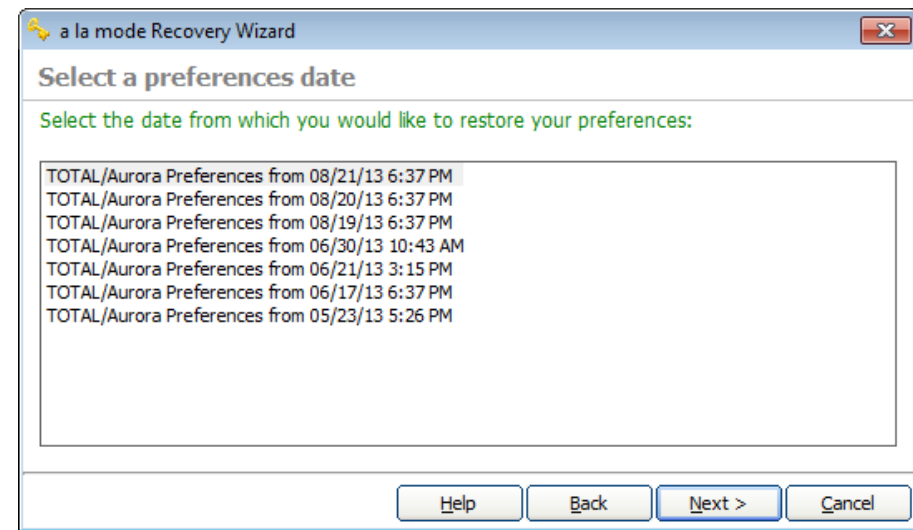 a la mode Recovery Wizard
Select a preferences date
Select the date from which you would like to restore your preferences:
TOTAL/Aurora Preferences from 08/21/13 6:37 PM
TOTAL/Aurora Preferences from 08/20/13 6:37 PM
TOTAL/Aurora Preferences from 08/19/13 6:37 PM
TOTAL/Aurora Preferences from 06/30/13 10:43 AM
TOTAL/Aurora Preferences from 06/21/13 3:15 PM
TOTAL/Aurora Preferences from 06/17/13 6:37 PM
TOTAL/Aurora Preferences from 05/23/13 5:26 PM
Help Back Next > Cancel